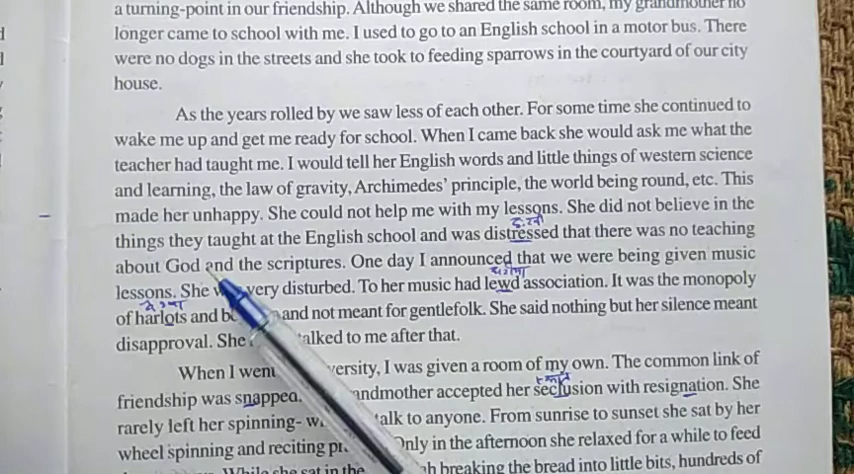 a turning-point in our friendship. Although we shared the same room, my grandmother no
longer came to school with me. I used to go to an English school in a motor bus. There
were no dogs in the streets and she took to feeding sparrows in the courtyard of our city
house.
As the years rolled by we saw less of each other. For some time she continued to
wake me up and get me ready for school. When I came back she would ask me what the
teacher had taught me. I would tell her English words and little things of western science
and learning, the law of gravity, Archimedes' principle, the world being round, etc. This
made her unhappy. She could not help me with my lessons. She did not believe in the
things they taught at the English school and was distressed that there was no teaching
about God and the scriptures. One day I announced that we were being given music
lessons. She very disturbed. To her music had lewd association. It was the monopoly
of harlots and and not meant for gentlefolk. She said nothing but her silence meant
disapproval. She talked to me after that.
When I went I was given a room of my own. The common link of
friendship was snapped. accepted her seclusion with resignation. She
rarely left her spinning- talk to anyone. From sunrise to sunset she sat by her
wheel spinning and reciting Only in the afternoon she relaxed for a while to feed
While she sat in the breaking the bread into little bits, hundreds of